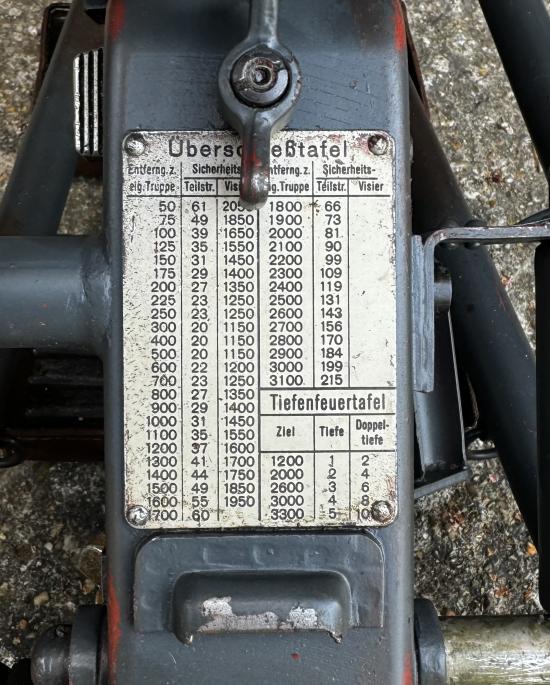 Übersc eßtafel
Entferng.z. Sicherheits- Entferng.z. Sicherheits-
eig.Truppe Teilstr. Visier eig.Truppe Teilstr. Visier
50 61 205 1800 66
75 49 1850 1900 73
100 39 1650 2000 81
125 35 1550 2100 90
150 31 1450 2200 99
175 29 1400 2300 109
200 27 1350 2400 119
225 23 1250 2500 131
250 23 1250 2600 143
300 20 1150 2700 156
400 20 1150 2800 170
500 20 1150 2900 184
600 22 1200 3000 199
700 23 1250 3100 215
800 27 1350
900 29 1400
1000 31 1450
1100 35 1550
1200 37 1600
1300 41 1700
1400 44 1750
1500 49 1850
1600 55 1950
700 60
Tiefenfeuertafel
Ziel Tiefe Doppel-
tiefe
1200 1 2
2000 2 4
2600 3 6
3000 4 8
3300 5